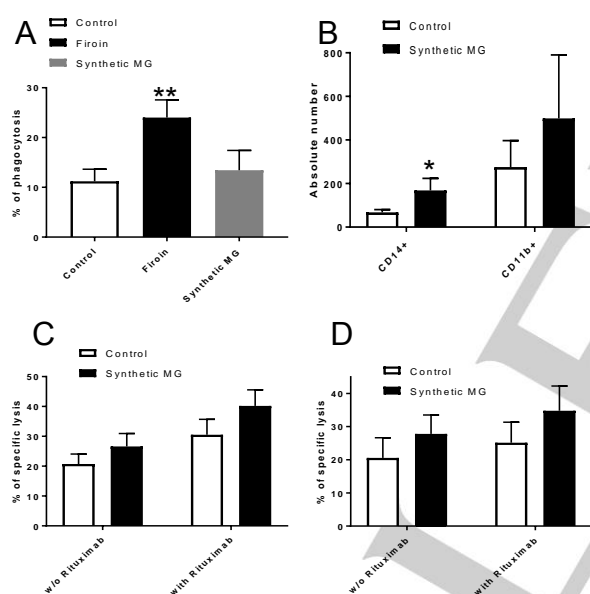 A
Control
Firoin
Synthetic MG
% of phagocytosis
30
20
10
0
Control
Firoin
Synthetic MG
**
B
Control
Synthetic MG
Absolute number
800
600
400
200
0
CD14+
CD11b+
*
C
Control
Synthetic MG
% of specific lysis
50
40
30
20
10
0
w/o Rituximab
with Rituximab
D
Control
Synthetic MG
% of specific lysis
40
30
20
10
0
w/o Rituximab
with Rituximab